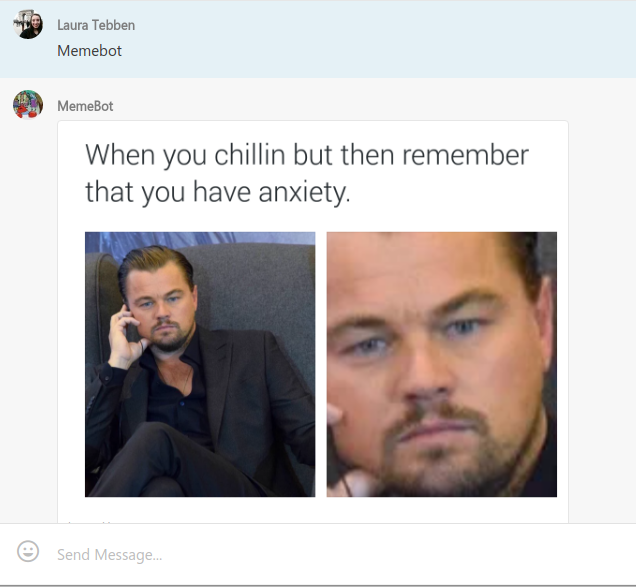 Laura Tebben
Memebot
MemeBot
When you chillin but then remember
that you have anxiety.
Send Message...